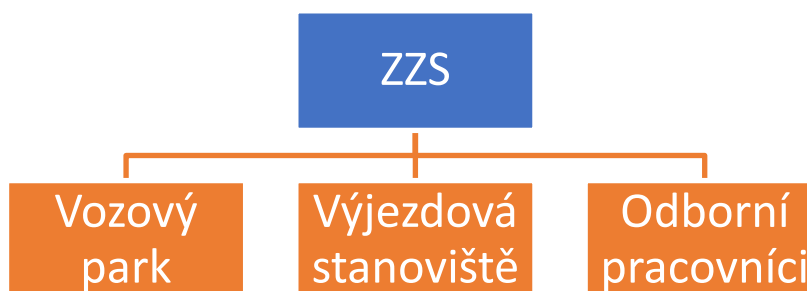 ZZS
Vozový
park
Výjezdová
stanoviště
Odborní
pracovníci